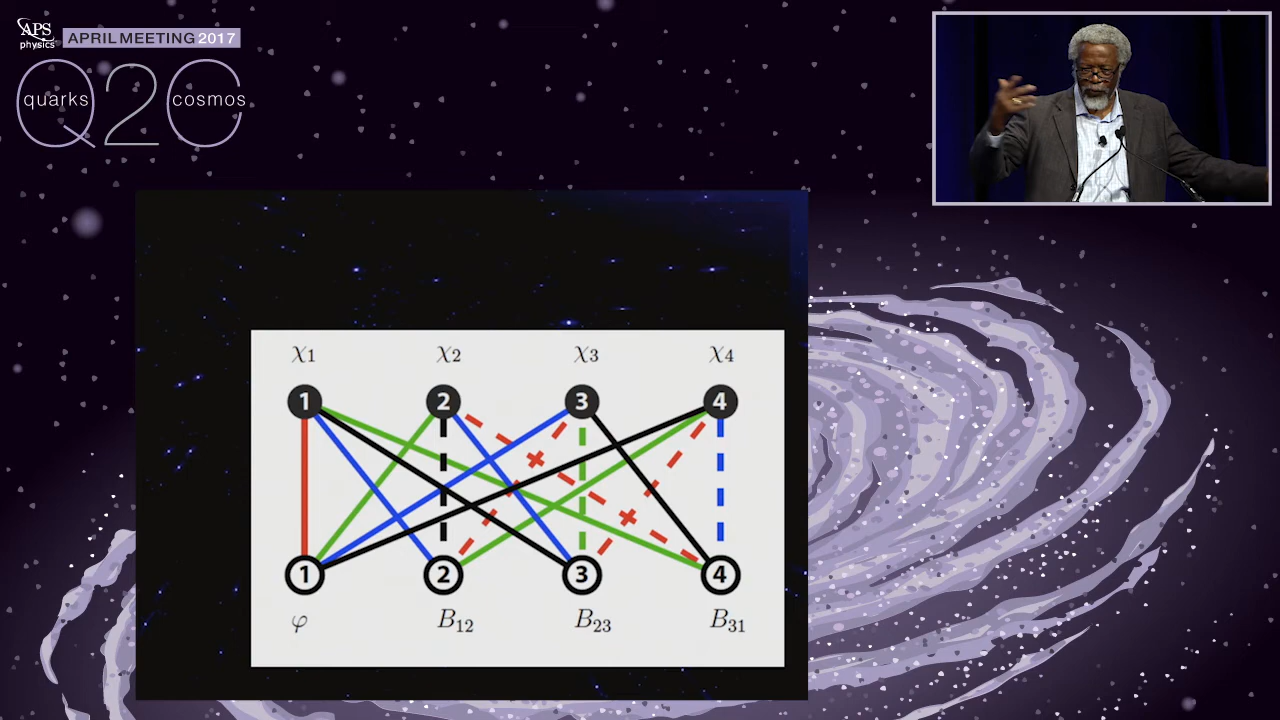 APS
physics
APRIL MEETING 2017
Q2C
quarks
cosmos
χ1 χ2 χ3 χ4
1 2 3 4
1 2 3 4
φ B12 B23 B31